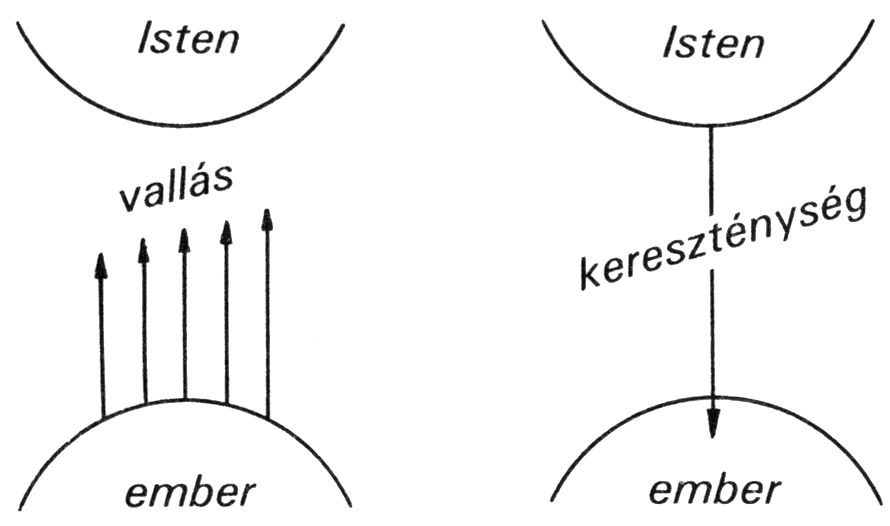 Isten
vallás
ember
Isten
kereszténység
ember